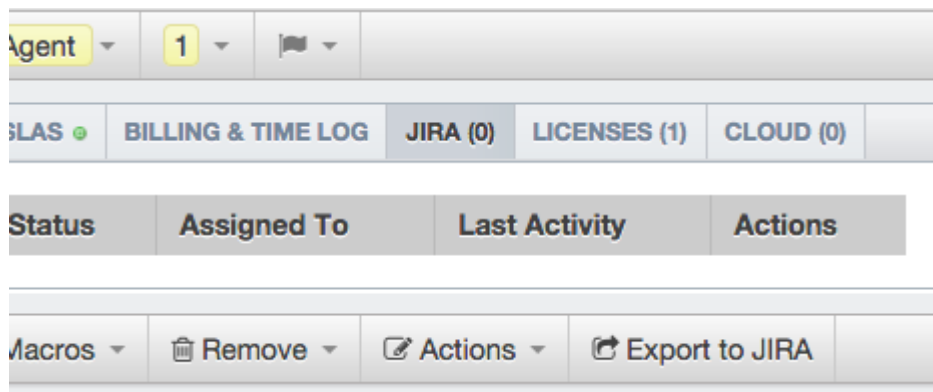 Agent 1
SLAS BILLING & TIME LOG JIRA (0) LICENSES (1) CLOUD (0)
Status Assigned To Last Activity Actions
Macros Remove Actions Export to JIRA